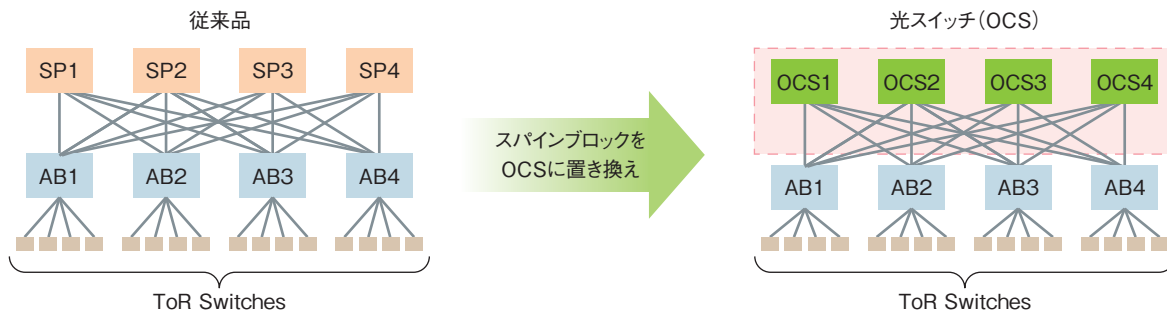 従来品
SP1
SP2
SP3
SP4
AB1
AB2
AB3
AB4
ToR Switches
スパインブロックを
OCSに置き換え
光スイッチ(OCS)
OCS1
OCS2
OCS3
OCS4
AB1
AB2
AB3
AB4
ToR Switches